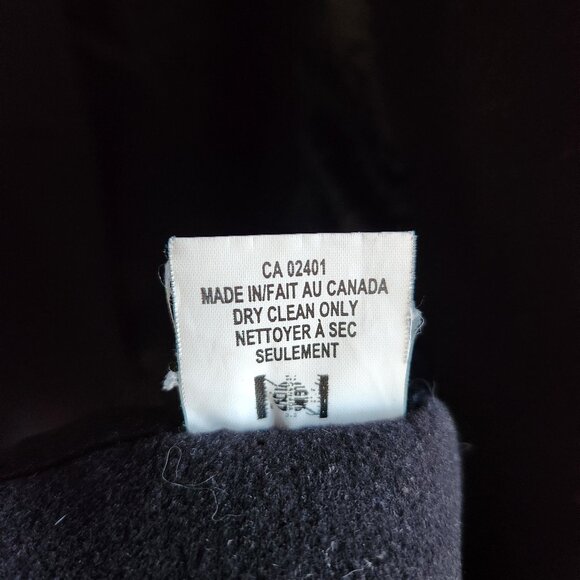 CA 02401
MADE IN/FAIT AU CANADA
DRY CLEAN ONLY
NETTOYER À SEC
SEULEMENT